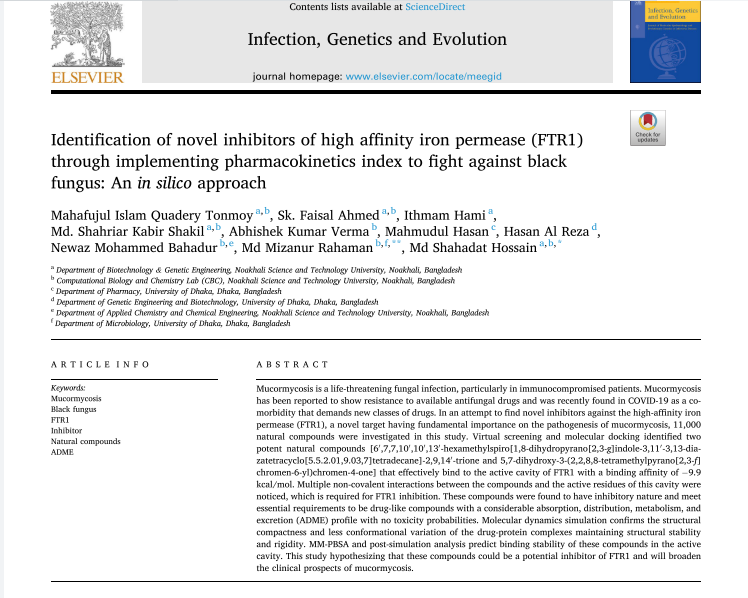 Contents lists available at ScienceDirect
Infection, Genetics and Evolution
journal homepage: www.elsevier.com/locate/meegid
ELSEVIER
Infection, Genetics
and Evolution
Check for
updates
Identification of novel inhibitors of high affinity iron permease (FTR1)
through implementing pharmacokinetics index to fight against black
fungus: An in silico approach
Mahafujul Islam Quadery Tonmoy a,b, Sk. Faisal Ahmed a,b, Ithmam Hami a,
Md. Shahriar Kabir Shakil a,b, Abhishek Kumar Verma b, Mahmudul Hasan c, Hasan Al Reza d,
Newaz Mohammed Bahadur b,e, Md Mizanur Rahaman b,f,**, Md Shahadat Hossain a,b,*
a Department of Biotechnology & Genetic Engineering, Noakhali Science and Technology University, Noakhali, Bangladesh
b Computational Biology and Chemistry Lab (CBC), Noakhali Science and Technology University, Noakhali, Bangladesh
c Department of Pharmacy, University of Dhaka, Dhaka, Bangladesh
d Department of Genetic Engineering and Biotechnology, University of Dhaka, Dhaka, Bangladesh
e Department of Applied Chemistry and Chemical Engineering, Noakhali Science and Technology University, Noakhali, Bangladesh
f Department of Microbiology, University of Dhaka, Dhaka, Bangladesh
ARTICLE INFO
Keywords:
Mucormycosis
Black fungus
FTR1
Inhibitor
Natural compounds
ADME
ABSTRACT
Mucormycosis is a life-threatening fungal infection, particularly in immunocompromised patients. Mucormycosis
has been reported to show resistance to available antifungal drugs and was recently found in COVID-19 as a co-
morbidity that demands new classes of drugs. In an attempt to find novel inhibitors against the high-affinity iron
permease (FTR1), a novel target having fundamental importance on the pathogenesis of mucormycosis, 11,000
natural compounds were investigated in this study. Virtual screening and molecular docking identified two
potent natural compounds [6',7,7,10',10',13'-hexamethylspiro[1,8-dihydropyrano[2,3-g]indole-3,11'-3,13-dia-
zatetracyclo[5.5.2.01,9.03,7]tetradecane]-2,9,14'-trione and 5,7-dihydroxy-3-(2,2,8,8-tetramethylpyrano[2,3-f]
chromen-6-yl)chromen-4-one] that effectively bind to the active cavity of FTR1 with a binding affinity of −9.9
kcal/mol. Multiple non-covalent interactions between the compounds and the active residues of this cavity were
noticed, which is required for FTR1 inhibition. These compounds were found to have inhibitory nature and meet
essential requirements to be drug-like compounds with a considerable absorption, distribution, metabolism, and
excretion (ADME) profile with no toxicity probabilities. Molecular dynamics simulation confirms the structural
compactness and less conformational variation of the drug-protein complexes maintaining structural stability
and rigidity. MM-PBSA and post-simulation analysis predict binding stability of these compounds in the active
cavity. This study hypothesizing that these compounds could be a potential inhibitor of FTR1 and will broaden
the clinical prospects of mucormycosis.